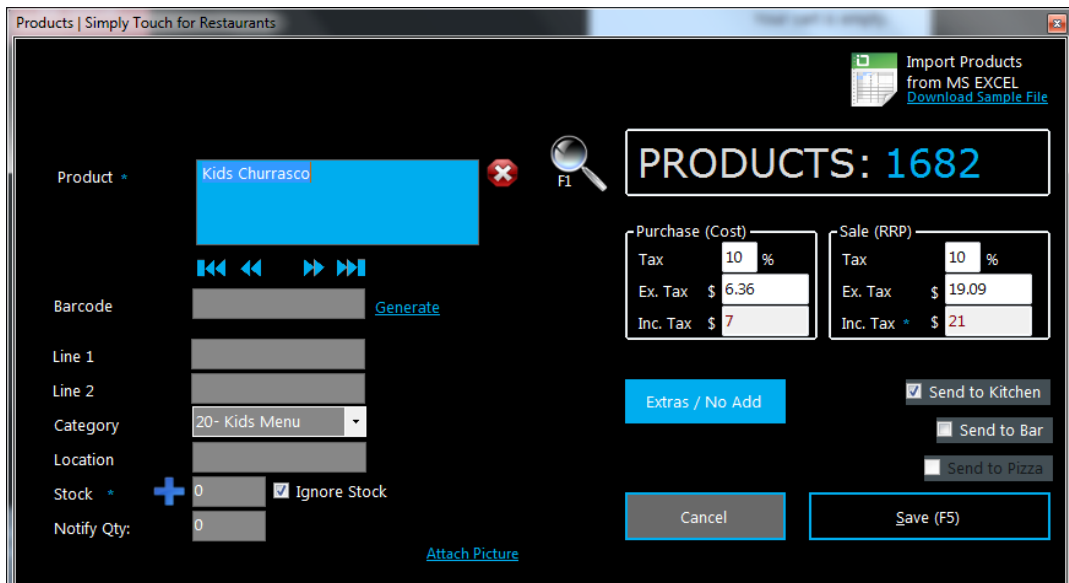 Products | Simply Touch for Restaurants
Your cart is empty..
Import Products
from MS EXCEL
Download Sample File
Product *
Kids Churrasco
F1
PRODUCTS: 1682
Purchase (Cost)
Tax 10 %
Ex. Tax $ 6.36
Inc. Tax $ 7
Sale (RRP)
Tax 10 %
Ex. Tax $ 19.09
Inc. Tax * $ 21
Barcode
Generate
Line 1
Line 2
Category 20- Kids Menu
Location
Stock * 0 Ignore Stock
Notify Qty: 0
Attach Picture
Extras / No Add
Send to Kitchen
Send to Bar
Send to Pizza
Cancel
Save (F5)